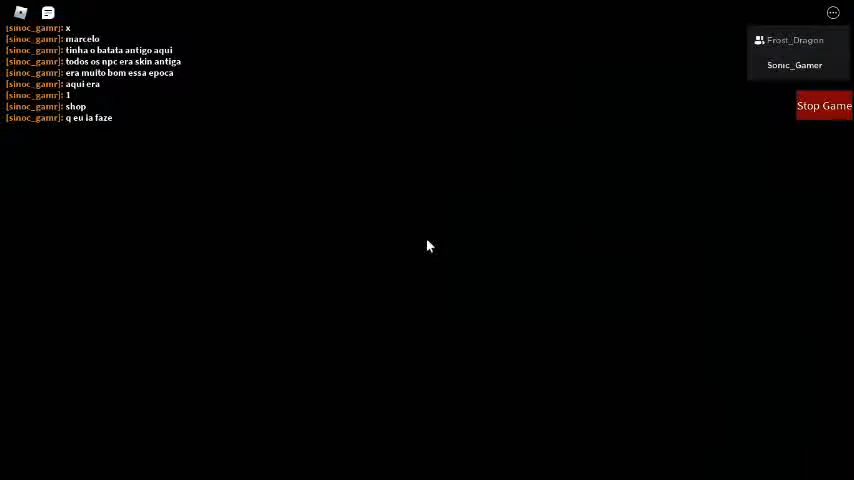 [sinoc_gamr]: x
[sinoc_gamr]: marcelo
[sinoc_gamr]: tinha o batata antigo aqui
[sinoc_gamr]: todos os npc era skin antiga
[sinoc_gamr]: era muito bom essa epoca
[sinoc_gamr]: aqui era
[sinoc_gamr]: 1
[sinoc_gamr]: shop
[sinoc_gamr]: q eu ia faze
Frost_Dragon
Sonic_Gamer
Stop Game